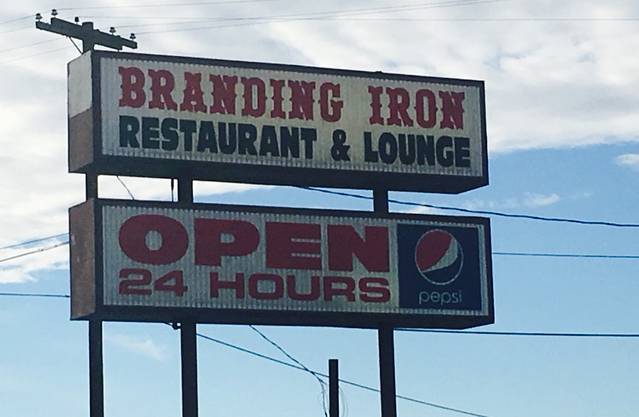 BRANDING IRON
RESTAURANT & LOUNGE
OPEN
24 HOURS
pepsi